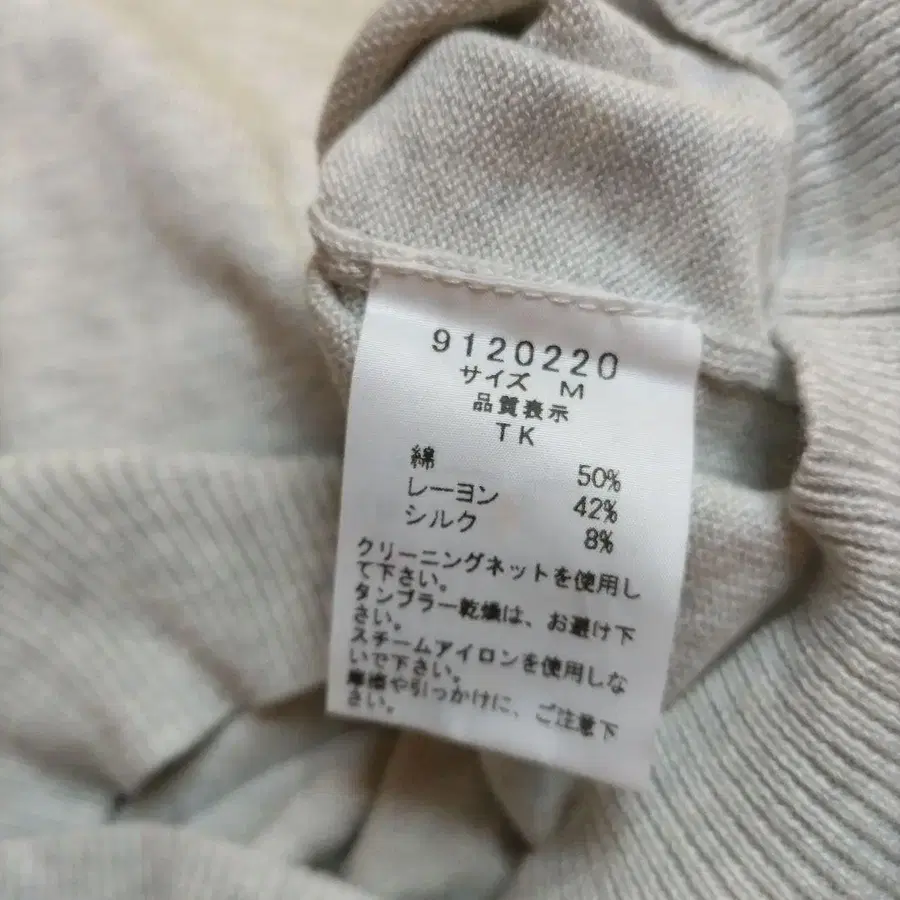 9120220
サイズ M
品質表示
TK
綿 50%
レーヨン 42%
シルク 8%
クリーニングネットを使用し
て下さい。
タンブラー乾燥は、お避け下
さい。
スチームアイロンを使用しな
いで下さい。
摩擦や引っかけに、ご注意下
さい。